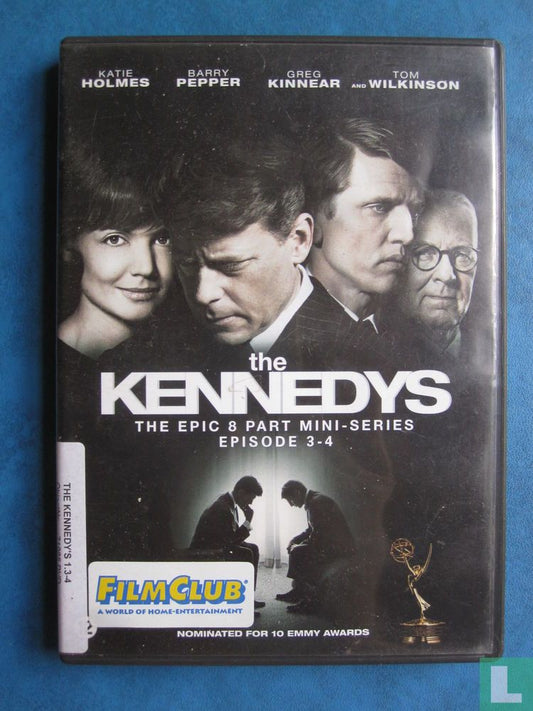 KATIE HOLMES
BARRY PEPPER
GREG KINNEAR
AND TOM WILKINSON
the
KENNEDYS
THE EPIC 8 PART MINI-SERIES
EPISODE 3-4
THE KENNEDY'S 1.3-4
FILMCLUB
A WORLD OF HOME-ENTERTAINMENT
NOMINATED FOR 10 EMMY AWARDS
L